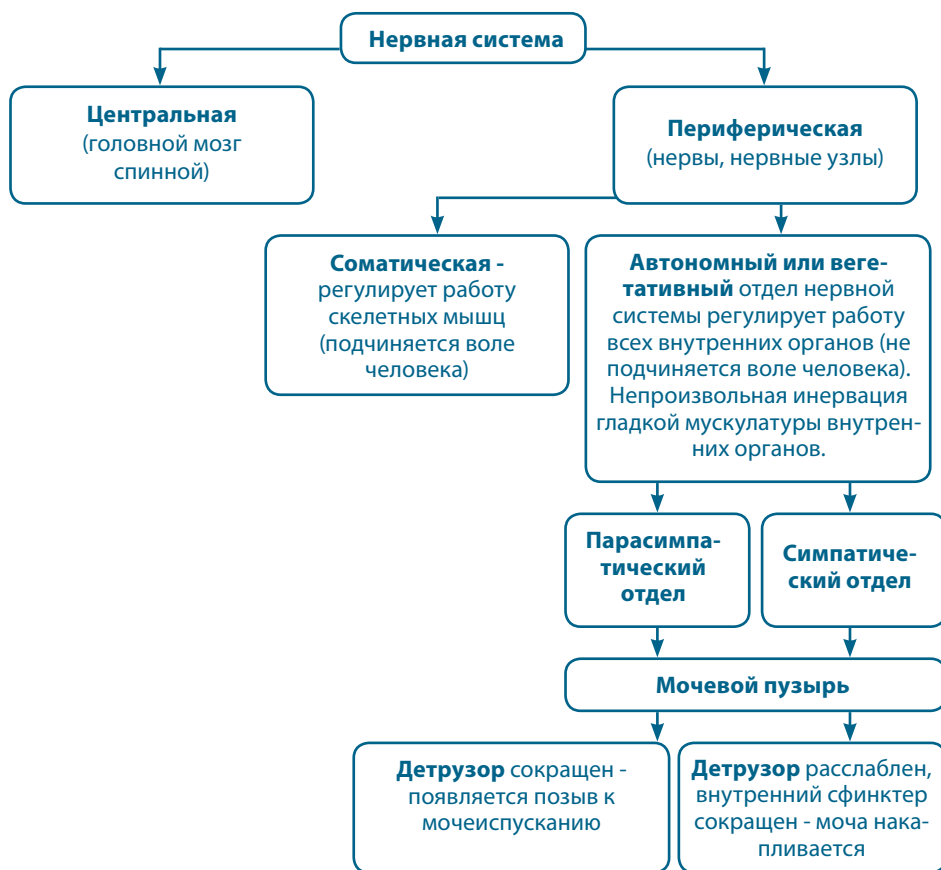 Нервная система
Центральная
(головной мозг
спинной)
Периферическая
(нервы, нервные узлы)
Соматическая -
регулирует работу
скелетных мышц
(подчиняется воле
человека)
Автономный или веге-
тативный отдел нервной
системы регулирует работу
всех внутренних органов (не
подчиняется воле человека).
Непроизвольная инервация
гладкой мускулатуры внутрен-
них органов.
Парасимпа-
тический
отдел
Симпатиче-
ский отдел
Мочевой пузырь
Детрузор сокращен -
появляется позыв к
мочеиспусканию
Детрузор расслаблен,
внутренний сфинктер
сокращен - моча нака-
пливается